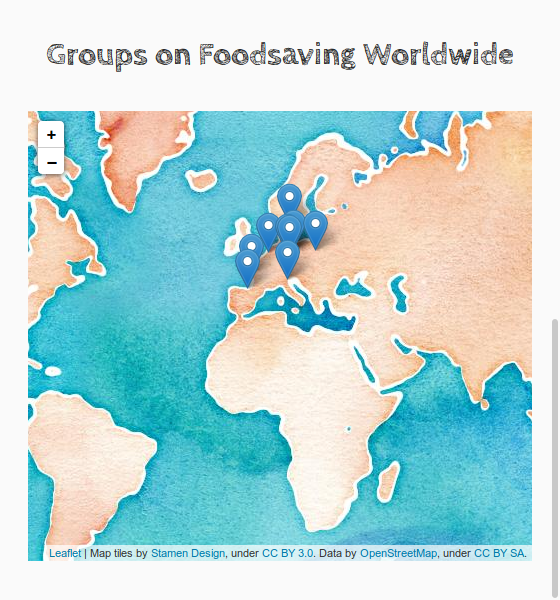 Groups on Foodsaving Worldwide
+
−
Leaflet | Map tiles by Stamen Design, under CC BY 3.0. Data by OpenStreetMap, under CC BY SA.